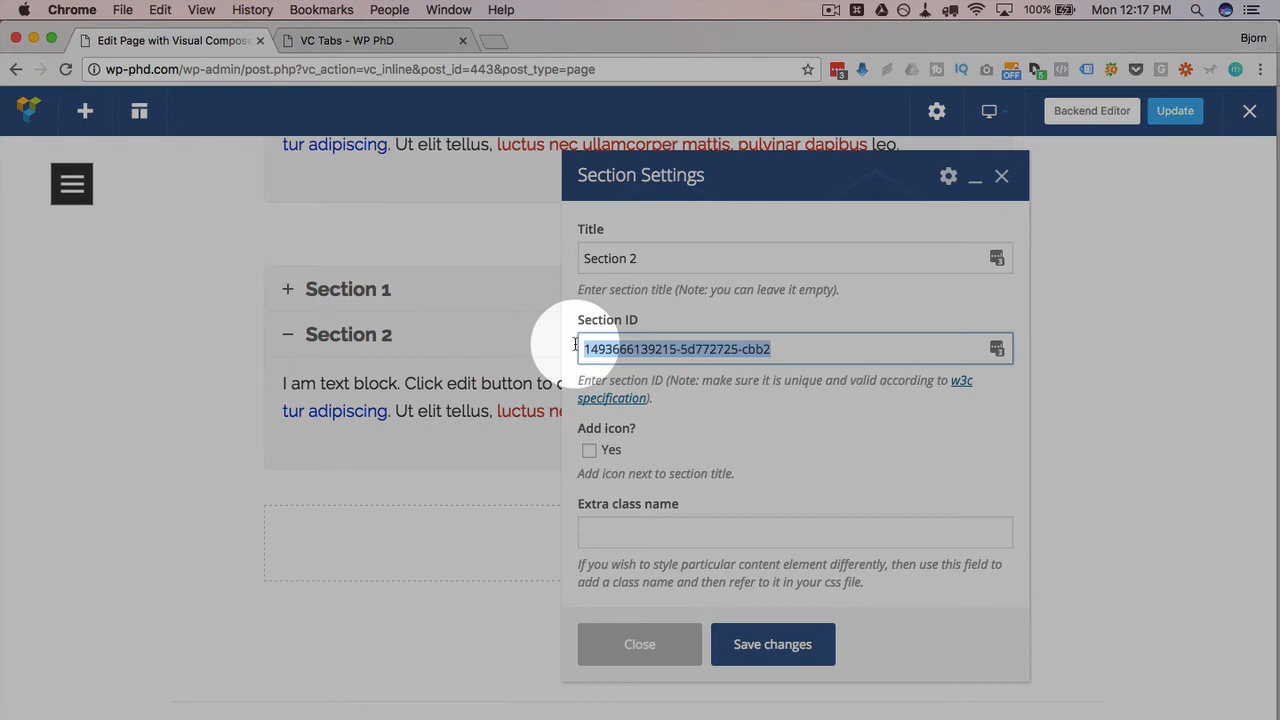 Chrome File Edit View History Bookmarks People Window Help 100% Mon 12:17 PM
Edit Page with Visual Compose VC Tabs - WP PhD Bjorn
wp-phd.com/wp-admin/post.php?vc_action=vc_inline&post_id=443&post_type=page
Backend Editor Update
tur adipiscing. Ut elit tellus, luctus nec ullamcorper mattis, pulvinar dapibus leo.
Section Settings
Title
Section 2
Enter section title (Note: you can leave it empty).
Section 1
Section ID
Section 2
1493666139215-5d772725-cbb2
I am text block. Click edit button to
Enter section ID (Note: make sure it is unique and valid according to w3c
specification).
tur adipiscing. Ut elit tellus, luctus ne
Add icon?
Yes
Add icon next to section title.
Extra class name
If you wish to style particular content element differently, then use this field to
add a class name and then refer to it in your css file.
Close Save changes